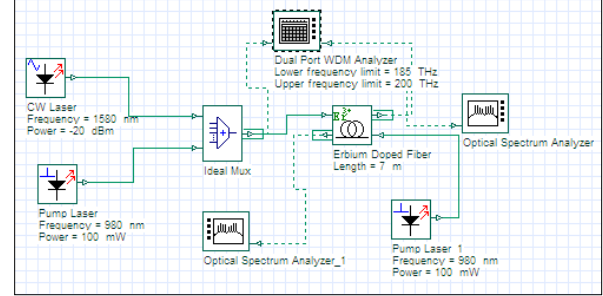 Dual Port WDM Analyzer
Lower frequency limit = 185 THz
Upper frequency limit = 200 THz
CW Laser
Frequency = 1580 nm
Power = -20 dBm
Ideal Mux
Erbium Doped Fiber
Length = 7 m
Optical Spectrum Analyzer
Pump Laser
Frequency = 980 nm
Power = 100 mW
Optical Spectrum Analyzer_1
Pump Laser_1
Frequency = 980 nm
Power = 100 mW